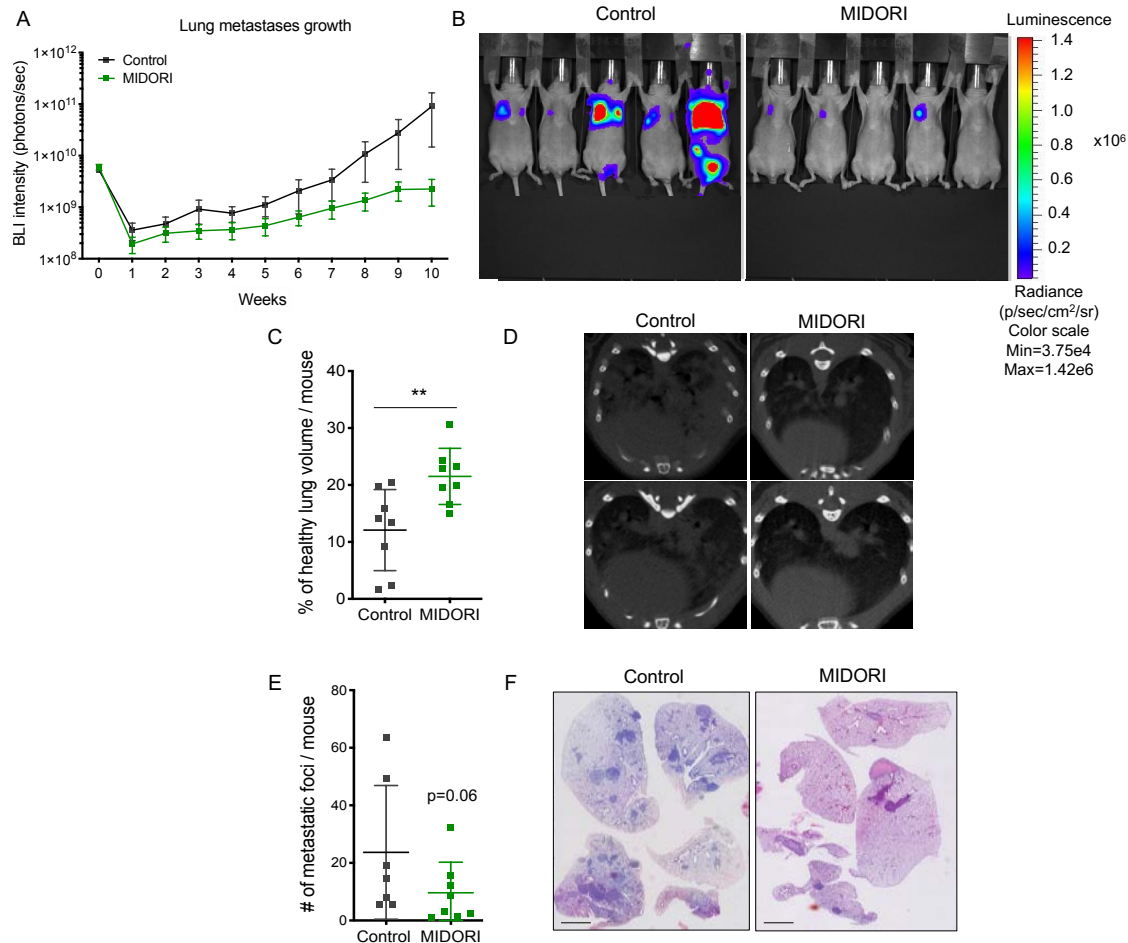 A
Lung metastases growth
BLI intensity (photons/sec)
1×10¹²
1×10¹¹
1×10¹⁰
1×10⁹
1×10⁸
Control
MIDORI
0 1 2 3 4 5 6 7 8 9 10
Weeks
B
Control
MIDORI
Luminescence
1.4
1.2
1.0
0.8
0.6
0.4
0.2
x10⁶
Radiance
(p/sec/cm²/sr)
Color scale
Min=3.75e4
Max=1.42e6
C
% of healthy lung volume / mouse
40
30
20
10
0
**
Control MIDORI
D
Control
MIDORI
E
# of metastatic foci / mouse
80
60
40
20
0
p=0.06
Control MIDORI
F
Control
MIDORI